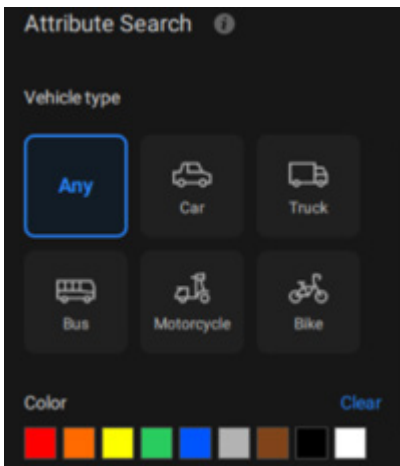 Attribute Search
Vehicle type
Any
Car
Truck
Bus
Motorcycle
Bike
Color
Clear